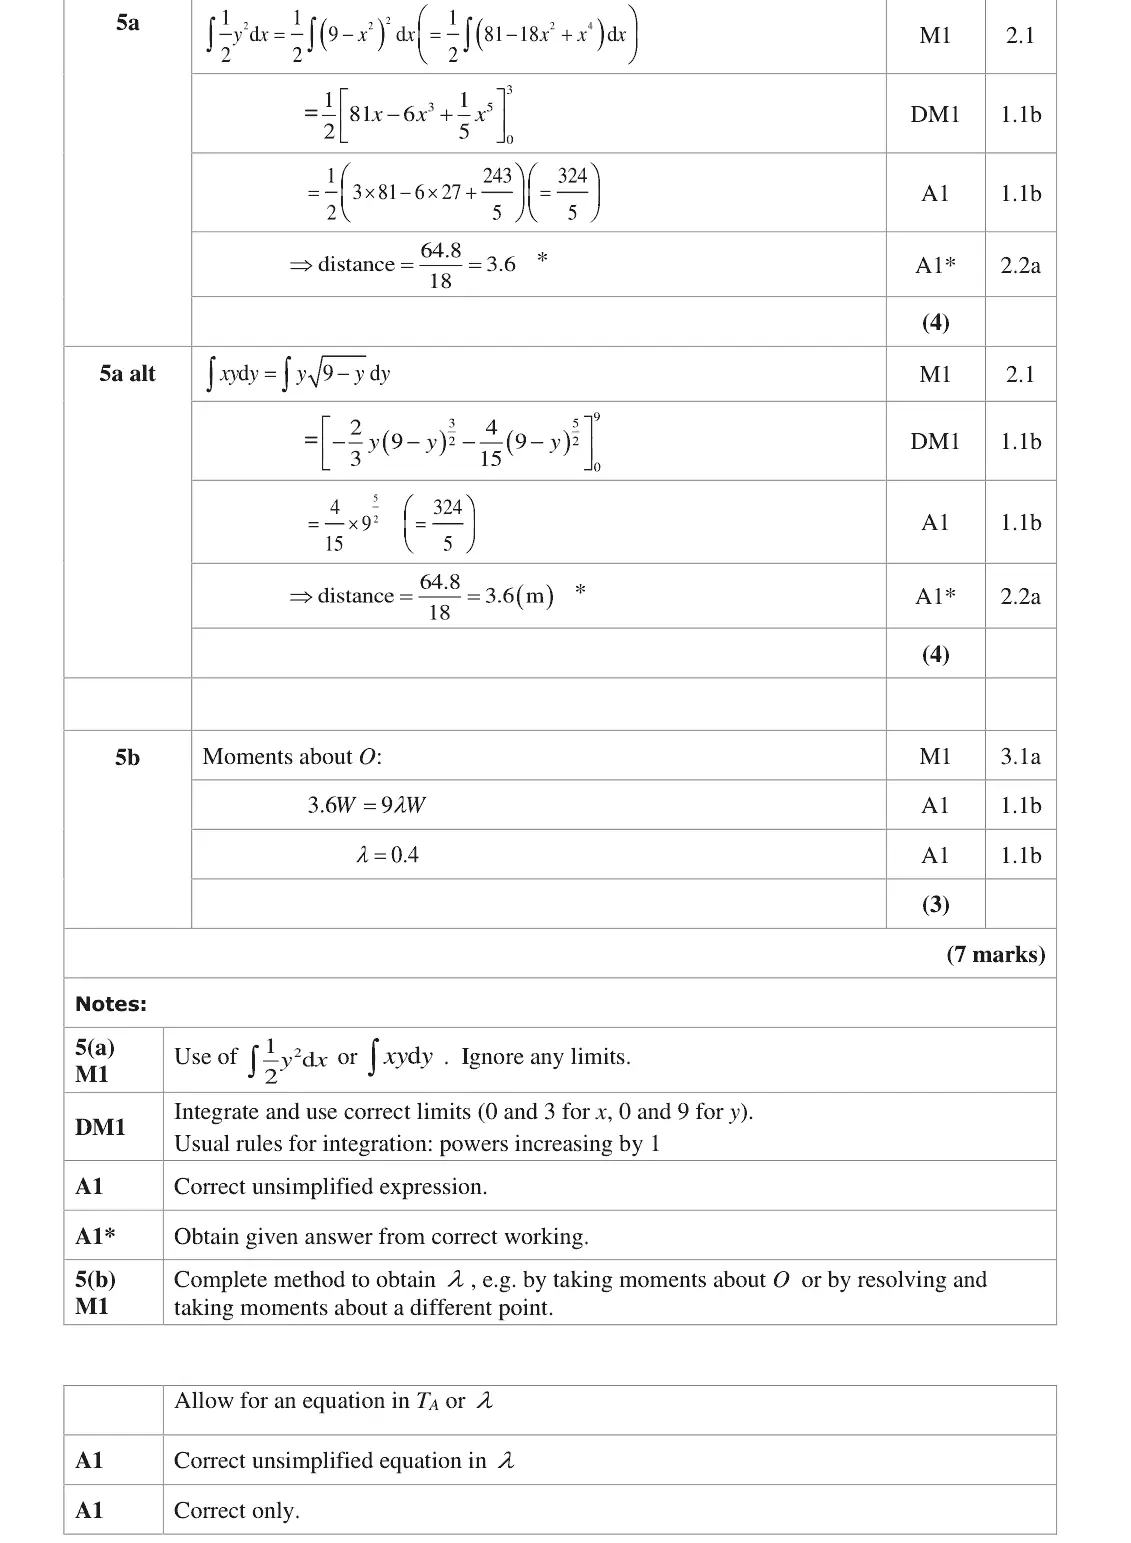 5a ∫ 1/2 y² dx = 1/2 ∫ (9 − x²)² dx ( = 1/2 ∫ (81 − 18x² + x⁴) dx ) M1 2.1
= 1/2 [ 81x − 6x³ + 1/5 x⁵ ]₀³ DM1 1.1b
= 1/2 ( 3×81 − 6×27 + 243/5 ) ( = 324/5 ) A1 1.1b
⇒ distance = 64.8/18 = 3.6 * A1* 2.2a
(4)
5a alt ∫ xydy = ∫ y√(9 − y) dy M1 2.1
= [ −2/3 y(9 − y)^(3/2) − 4/15 (9 − y)^(5/2) ]₀⁹ DM1 1.1b
= 4/15 × 9^(5/2) ( = 324/5 ) A1 1.1b
⇒ distance = 64.8/18 = 3.6(m) * A1* 2.2a
(4)
5b Moments about O: M1 3.1a
3.6W = 9λW A1 1.1b
λ = 0.4 A1 1.1b
(3)
(7 marks)
Notes:
5(a) M1 Use of ∫ 1/2 y² dx or ∫ xydy . Ignore any limits.
DM1 Integrate and use correct limits (0 and 3 for x, 0 and 9 for y).
Usual rules for integration: powers increasing by 1
A1 Correct unsimplified expression.
A1* Obtain given answer from correct working.
5(b) M1 Complete method to obtain λ , e.g. by taking moments about O or by resolving and
taking moments about a different point.
Allow for an equation in T_A or λ
A1 Correct unsimplified equation in λ
A1 Correct only.